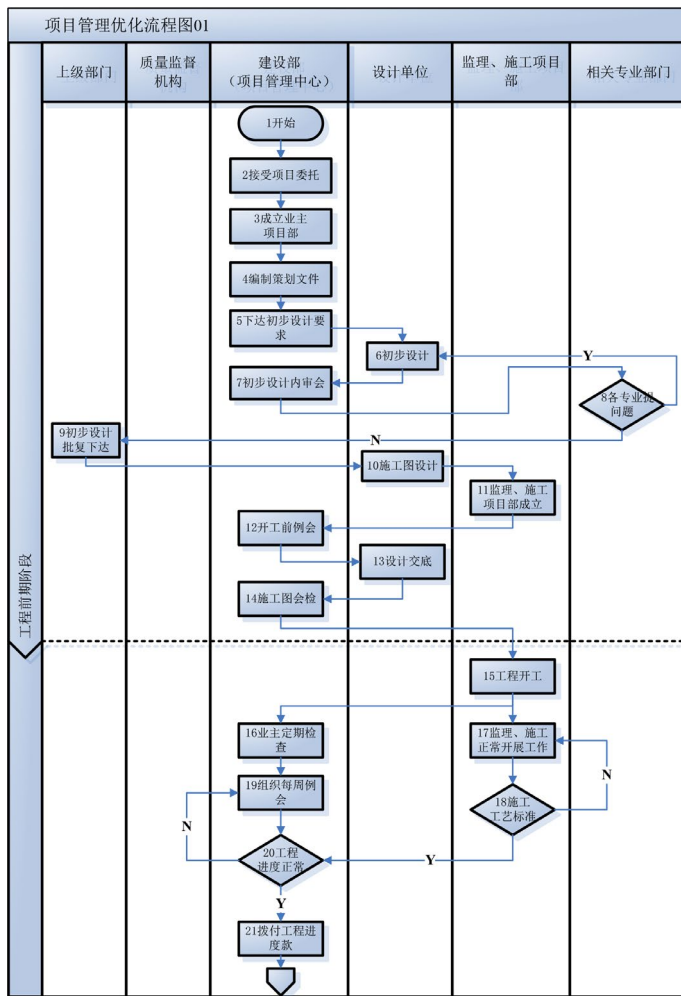 项目管理优化流程图01
上级部门
质量监督
机构
建设部
（项目管理中心）
设计单位
监理、施工项目
部
相关专业部门
1开始
2接受项目委托
3成立业主
项目部
4编制策划文件
5下达初步设计要
求
6初步设计
Y
7初步设计内审会
8各专业提
问题
N
9初步设计
批复下达
10施工图设计
11监理、施工
项目部成立
12开工前例会
13设计交底
14施工图会检
工程前期阶段
15工程开工
16业主定期检
查
17监理、施工
正常开展工作
19组织每周例
会
N
18施工
工艺标准
N
20工程
进度正常
Y
Y
21拨付工程进
度款